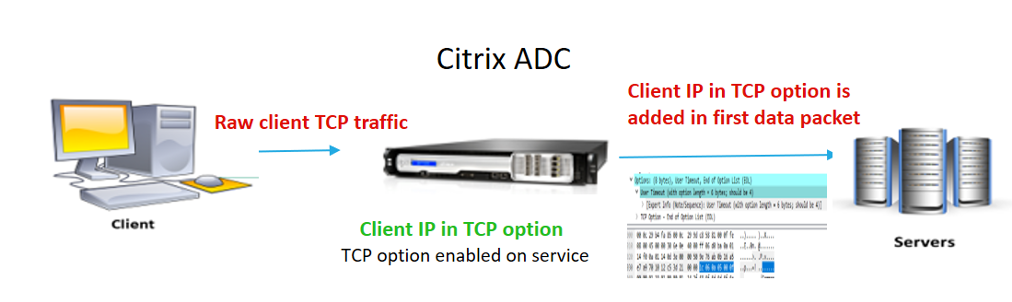 Citrix ADC
Raw client TCP traffic
Client IP in TCP option is
added in first data packet
Client
Client IP in TCP option
TCP option enabled on service
Options: (8 bytes), User Timeout, End of Option List (EOL)
User Timeout (with option length = 6 bytes; should be 4)
[Expert Info (Note/Sequence): User Timeout (with option length = 6 bytes; should be 4)]
TCP Option - End of Option List (EOL)
Servers